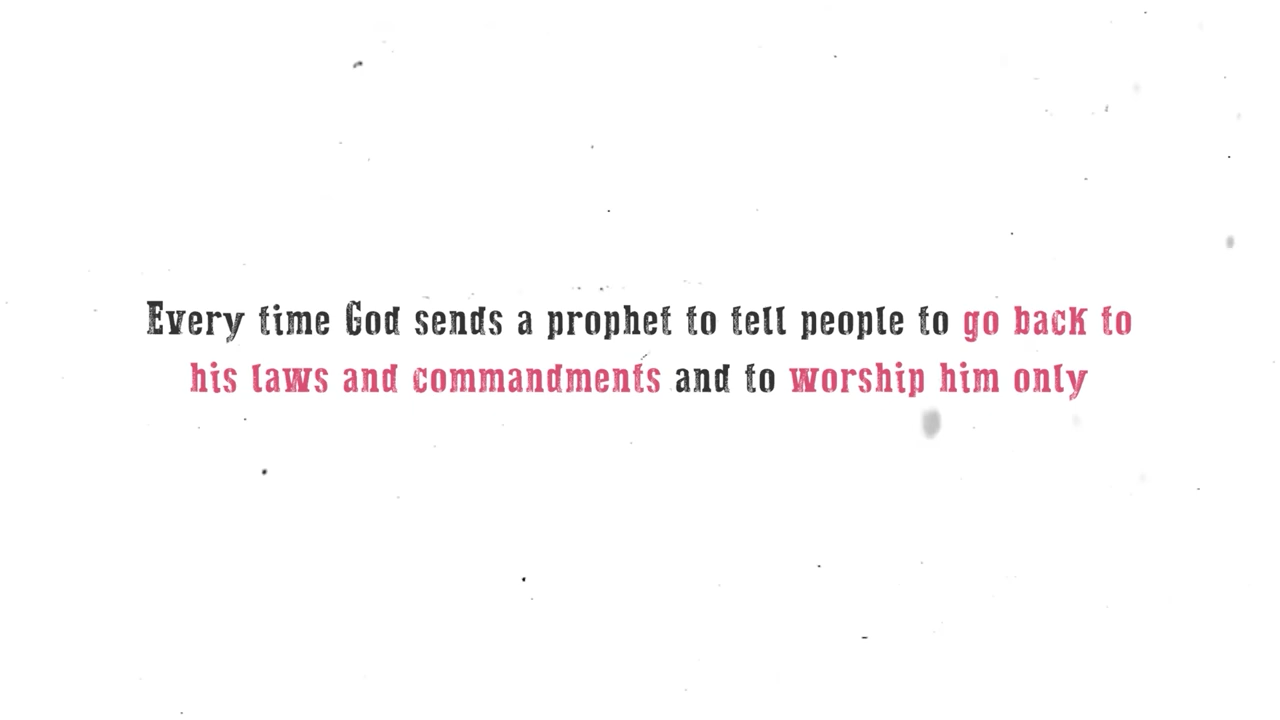 Every time God sends a prophet to tell people to go back to
his laws and commandments and to worship him only